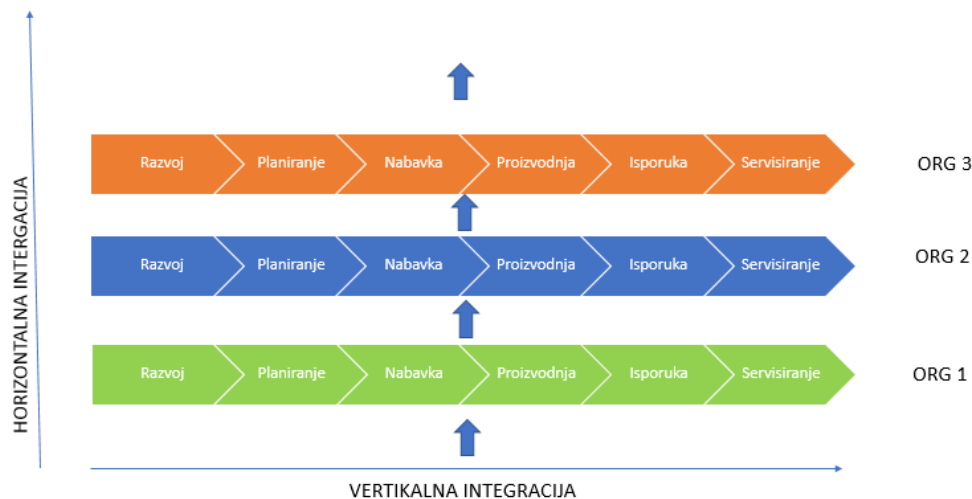 HORIZONTALNA INTERGACIJA
Razvoj Planiranje Nabavka Proizvodnja Isporuka Servisiranje ORG 3
Razvoj Planiranje Nabavka Proizvodnja Isporuka Servisiranje ORG 2
Razvoj Planiranje Nabavka Proizvodnja Isporuka Servisiranje ORG 1
VERTIKALNA INTEGRACIJA